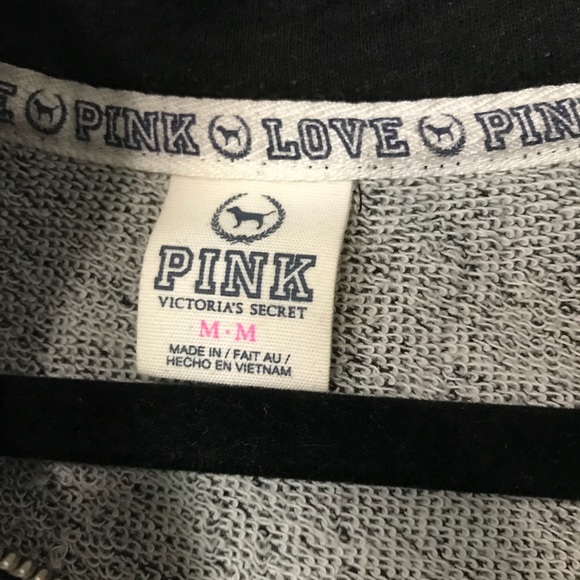 E PINK LOVE PIN
PINK
VICTORIA'S SECRET
M·M
MADE IN / FAIT AU /
HECHO EN VIETNAM